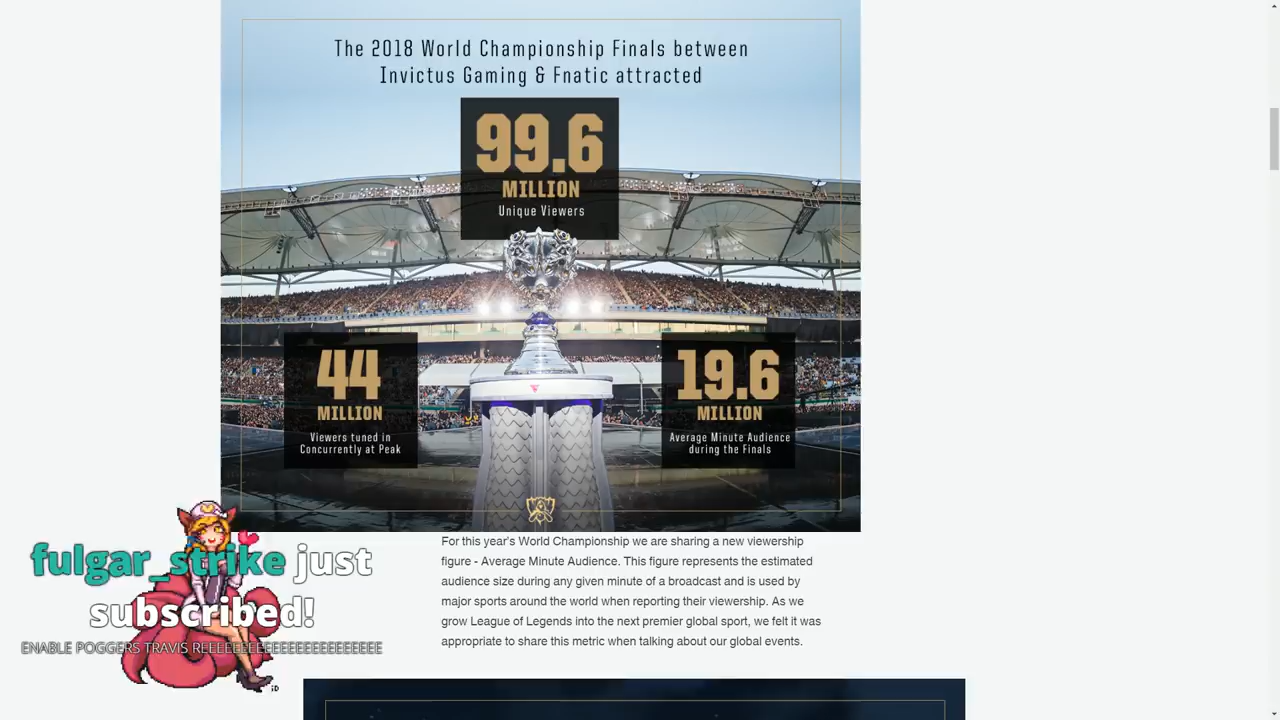 The 2018 World Championship Finals between
Invictus Gaming & Fnatic attracted
99.6
MILLION
Unique Viewers
44
MILLION
Viewers tuned in
Concurrently at Peak
19.6
MILLION
Average Minute Audience
during the Finals
For this year's World Championship we are sharing a new viewership
figure - Average Minute Audience. This figure represents the estimated
audience size during any given minute of a broadcast and is used by
major sports around the world when reporting their viewership. As we
grow League of Legends into the next premier global sport, we felt it was
appropriate to share this metric when talking about our global events.
fulgar_strike just
subscribed!
ENABLE POGGERS TRAVIS REEEEEEEEEEEEEEEEEEEEEEE